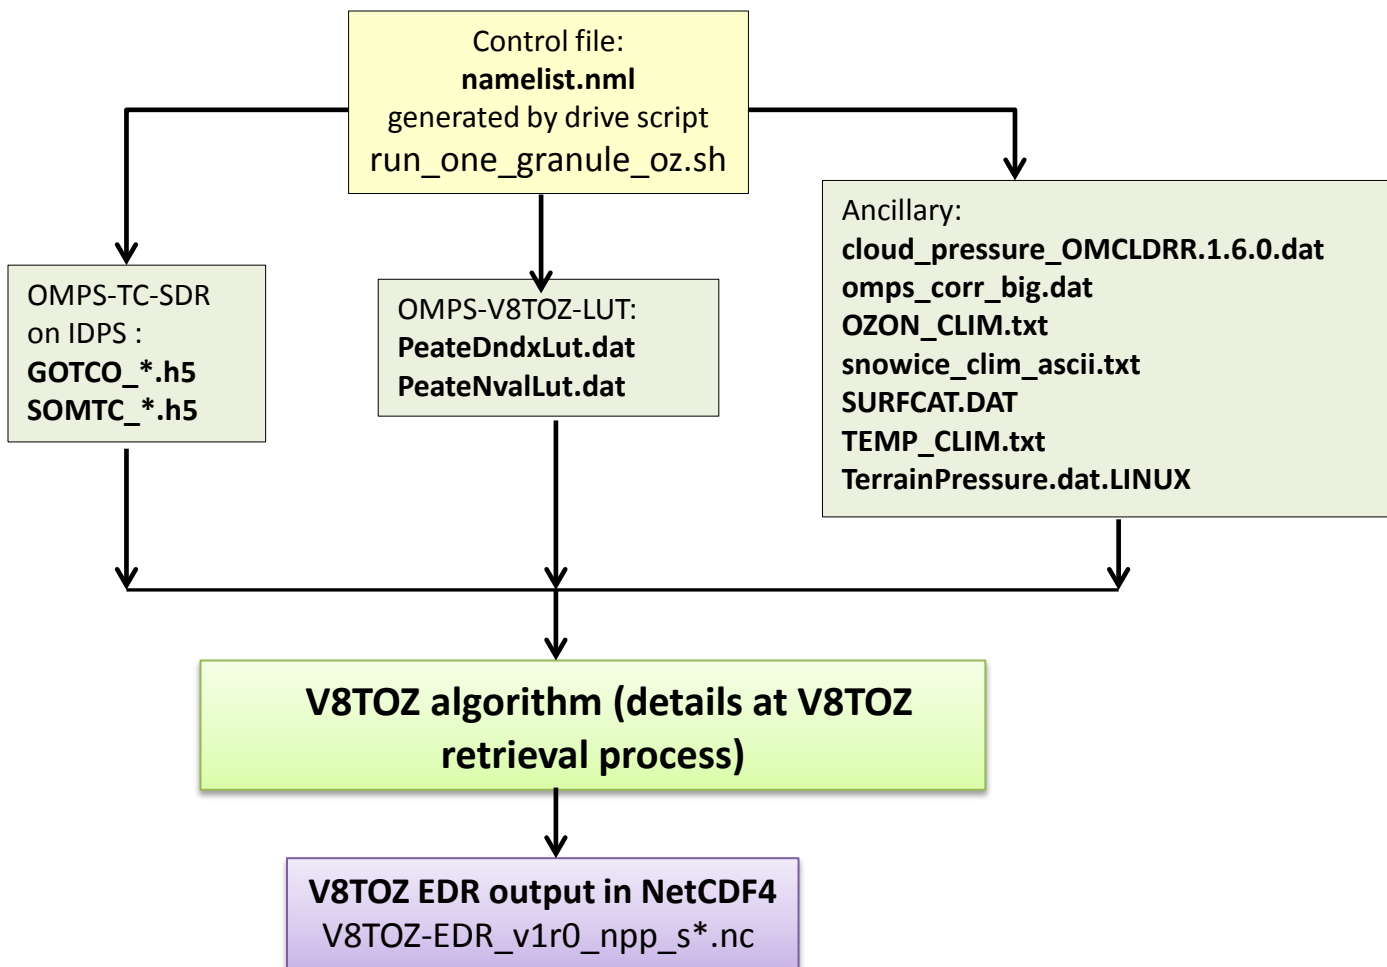 Control file:
namelist.nml
generated by drive script
run_one_granule_oz.sh
OMPS-TC-SDR
on IDPS :
GOTCO_*.h5
SOMTC_*.h5
OMPS-V8TOZ-LUT:
PeateDndxLut.dat
PeateNvalLut.dat
Ancillary:
cloud_pressure_OMCLDRR.1.6.0.dat
omps_corr_big.dat
OZON_CLIM.txt
snowice_clim_ascii.txt
SURFCAT.DAT
TEMP_CLIM.txt
TerrainPressure.dat.LINUX
V8TOZ algorithm (details at V8TOZ
retrieval process)
V8TOZ EDR output in NetCDF4
V8TOZ-EDR_v1r0_npp_s*.nc